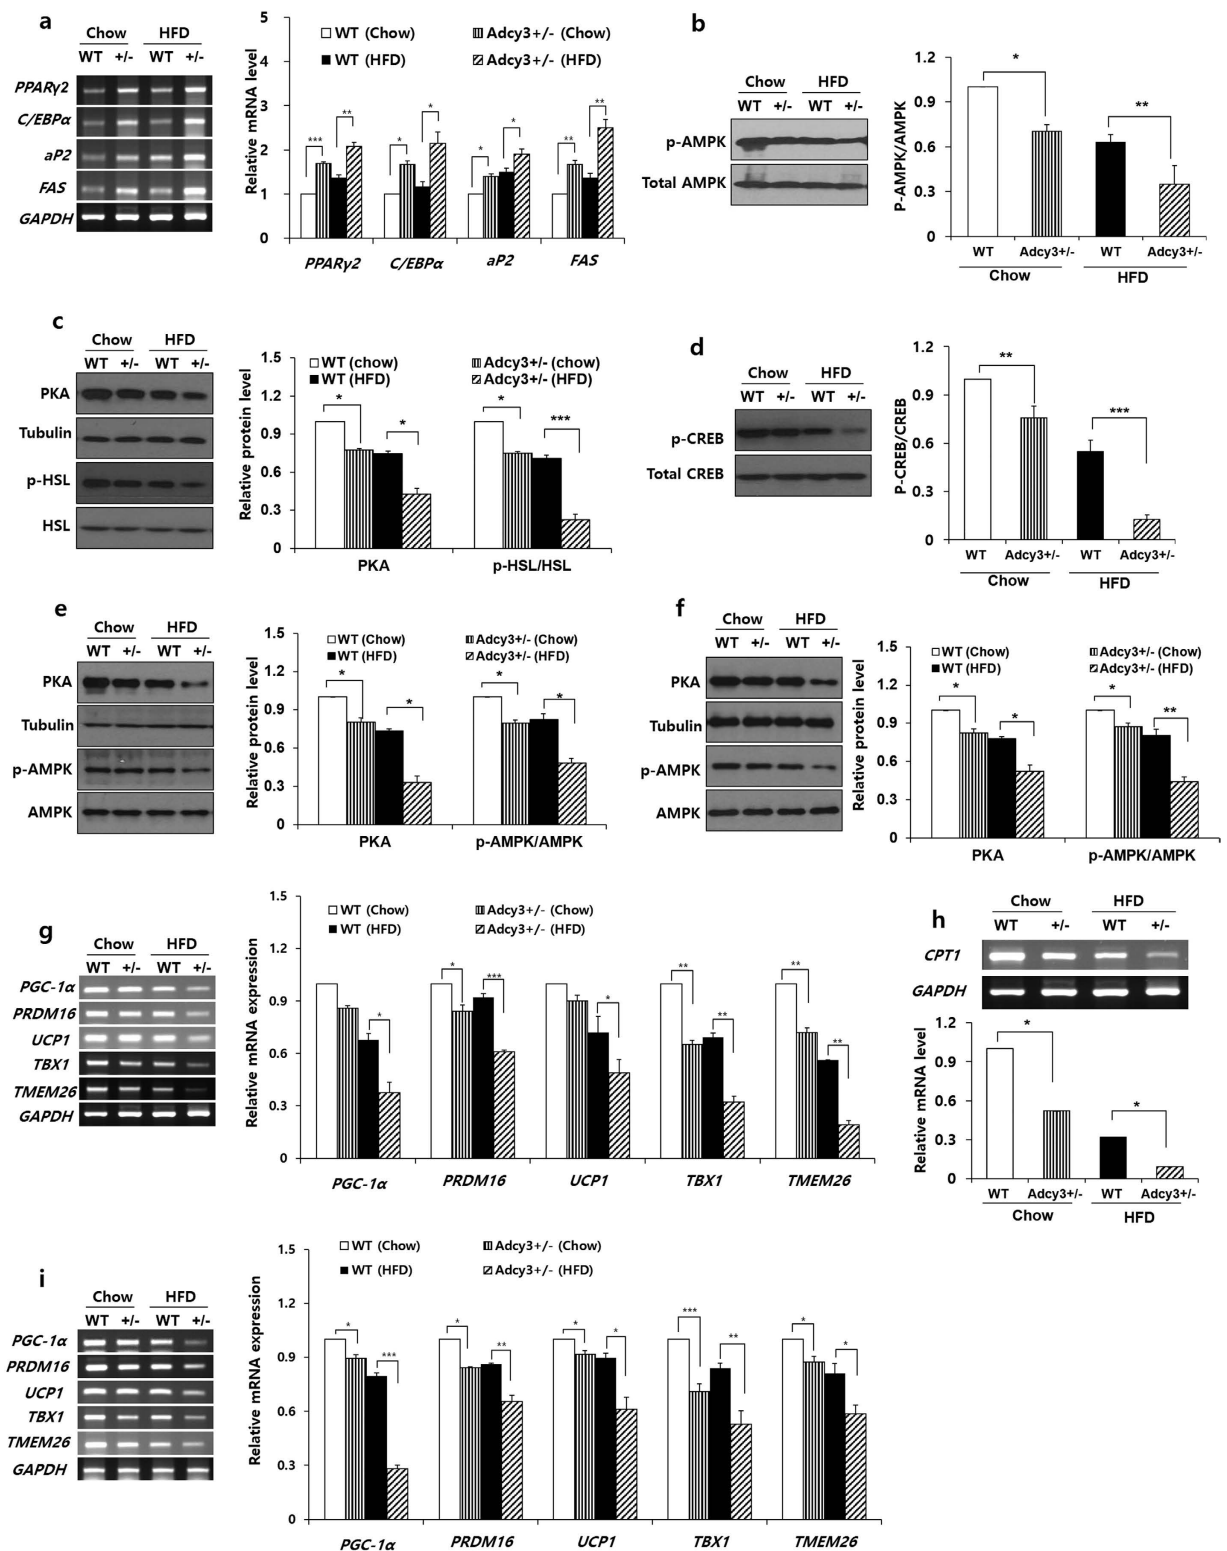 a
Chow HFD
WT +/- WT +/-
PPARγ2
C/EBPα
aP2
FAS
GAPDH
Relative mRNA level
5
4
3
2
1
0
WT (Chow) Adcy3+/- (Chow)
WT (HFD) Adcy3+/- (HFD)
*** ** * * * * ** **
PPARγ2 C/EBPα aP2 FAS
b
Chow HFD
WT +/- WT +/-
p-AMPK
Total AMPK
P-AMPK/AMPK
1.2
0.9
0.6
0.3
0
* **
WT Adcy3+/- WT Adcy3+/-
Chow HFD
c
Chow HFD
WT +/- WT +/-
PKA
Tubulin
p-HSL
HSL
Relative protein level
1.5
1.2
0.9
0.6
0.3
0
WT (chow) Adcy3+/- (chow)
WT (HFD) Adcy3+/- (HFD)
* * * ***
PKA p-HSL/HSL
d
Chow HFD
WT +/- WT +/-
p-CREB
Total CREB
P-CREB/CREB
1.2
0.9
0.6
0.3
0
** ***
WT Adcy3+/- WT Adcy3+/-
Chow HFD
e
Chow HFD
WT +/- WT +/-
PKA
Tubulin
p-AMPK
AMPK
Relative protein level
1.5
1.2
0.9
0.6
0.3
0
WT (Chow) Adcy3+/- (Chow)
WT (HFD) Adcy3+/- (HFD)
* * * *
PKA p-AMPK/AMPK
f
Chow HFD
WT +/- WT +/-
PKA
Tubulin
p-AMPK
AMPK
Relative protein level
1.5
1.2
0.9
0.6
0.3
0
WT (Chow) Adcy3+/- (Chow)
WT (HFD) Adcy3+/- (HFD)
* * * **
PKA p-AMPK/AMPK
g
Chow HFD
WT +/- WT +/-
PGC-1α
PRDM16
UCP1
TBX1
TMEM26
GAPDH
Relative mRNA expression
1.5
1.2
0.9
0.6
0.3
0
WT (Chow) Adcy3+/- (Chow)
WT (HFD) Adcy3+/- (HFD)
* * *** * ** ** ** **
PGC-1α PRDM16 UCP1 TBX1 TMEM26
h
Chow HFD
WT +/- WT +/-
CPT1
GAPDH
Relative mRNA level
1.2
0.9
0.6
0.3
0
* *
WT Adcy3+/- WT Adcy3+/-
Chow HFD
i
Chow HFD
WT +/- WT +/-
PGC-1α
PRDM16
UCP1
TBX1
TMEM26
GAPDH
Relative mRNA expression
1.5
1.2
0.9
0.6
0.3
0
WT (Chow) Adcy3+/- (Chow)
WT (HFD) Adcy3+/- (HFD)
* *** * ** * * *** ** * *
PGC-1α PRDM16 UCP1 TBX1 TMEM26